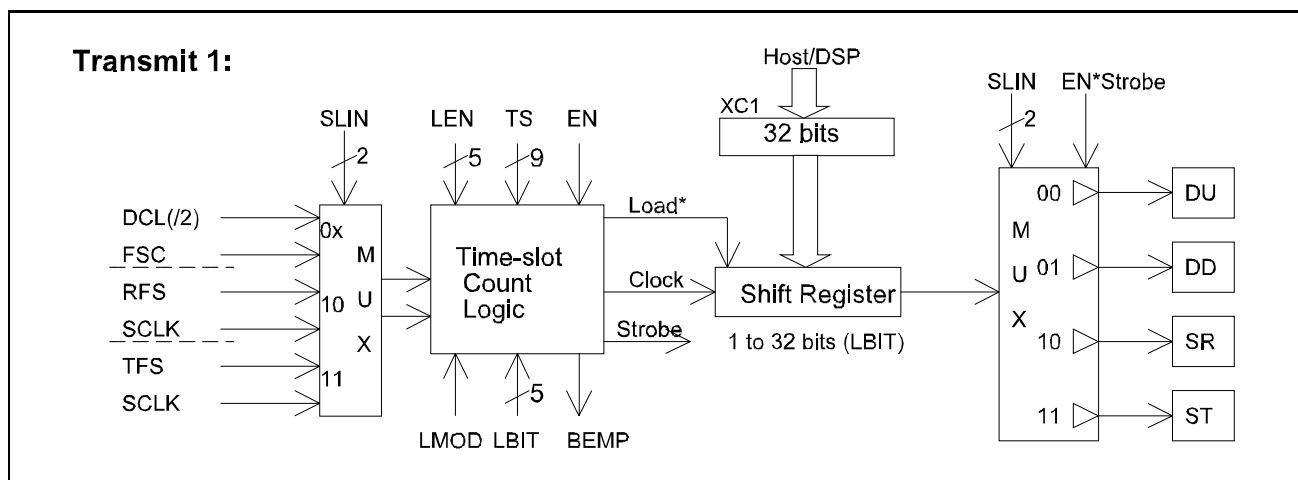 Transmit 1:
Host/DSP
SLIN
LEN
TS
EN
XC1
32 bits
SLIN
EN*Strobe
2
5
9
2
DCL(/2)
FSC
RFS
SCLK
TFS
SCLK
0x
10
11
M
U
X
Time-slot
Count
Logic
Load*
Clock
Strobe
Shift Register
1 to 32 bits (LBIT)
5
LMOD
LBIT
BEMP
M
U
X
00
01
10
11
DU
DD
SR
ST